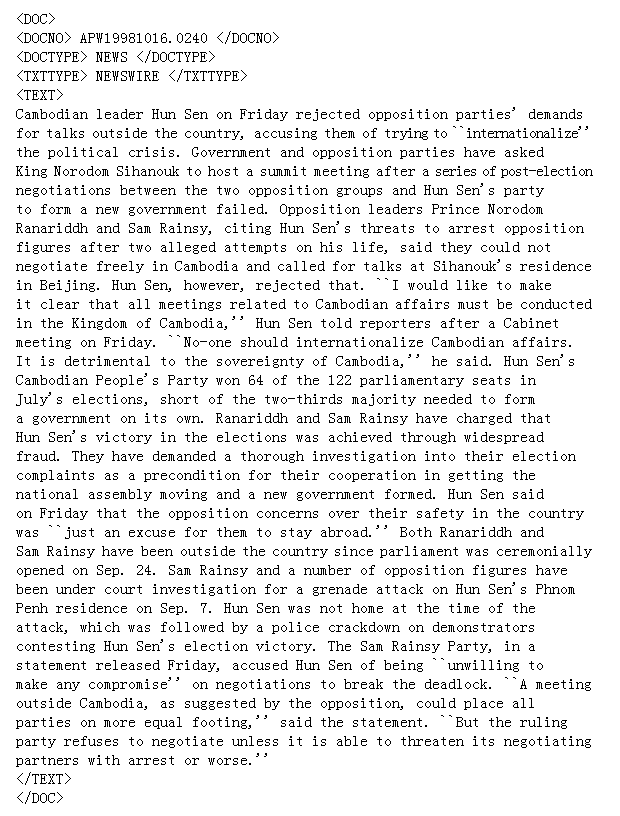 <DOC>
<DOCNO> APW19981016.0240 </DOCNO>
<DOCTYPE> NEWS </DOCTYPE>
<TXTTYPE> NEWSWIRE </TXTTYPE>
<TEXT>
Cambodian leader Hun Sen on Friday rejected opposition parties' demands
for talks outside the country, accusing them of trying to ``internationalize''
the political crisis. Government and opposition parties have asked
King Norodom Sihanouk to host a summit meeting after a series of post-election
negotiations between the two opposition groups and Hun Sen's party
to form a new government failed. Opposition leaders Prince Norodom
Ranariddh and Sam Rainsy, citing Hun Sen's threats to arrest opposition
figures after two alleged attempts on his life, said they could not
negotiate freely in Cambodia and called for talks at Sihanouk's residence
in Beijing. Hun Sen, however, rejected that. ``I would like to make
it clear that all meetings related to Cambodian affairs must be conducted
in the Kingdom of Cambodia,'' Hun Sen told reporters after a Cabinet
meeting on Friday. ``No-one should internationalize Cambodian affairs.
It is detrimental to the sovereignty of Cambodia,'' he said. Hun Sen's
Cambodian People's Party won 64 of the 122 parliamentary seats in
July's elections, short of the two-thirds majority needed to form
a government on its own. Ranariddh and Sam Rainsy have charged that
Hun Sen's victory in the elections was achieved through widespread
fraud. They have demanded a thorough investigation into their election
complaints as a precondition for their cooperation in getting the
national assembly moving and a new government formed. Hun Sen said
on Friday that the opposition concerns over their safety in the country
was ``just an excuse for them to stay abroad.'' Both Ranariddh and
Sam Rainsy have been outside the country since parliament was ceremonially
opened on Sep. 24. Sam Rainsy and a number of opposition figures have
been under court investigation for a grenade attack on Hun Sen's Phnom
Penh residence on Sep. 7. Hun Sen was not home at the time of the
attack, which was followed by a police crackdown on demonstrators
contesting Hun Sen's election victory. The Sam Rainsy Party, in a
statement released Friday, accused Hun Sen of being ``unwilling to
make any compromise'' on negotiations to break the deadlock. ``A meeting
outside Cambodia, as suggested by the opposition, could place all
parties on more equal footing,'' said the statement. ``But the ruling
party refuses to negotiate unless it is able to threaten its negotiating
partners with arrest or worse.''
</TEXT>
</DOC>